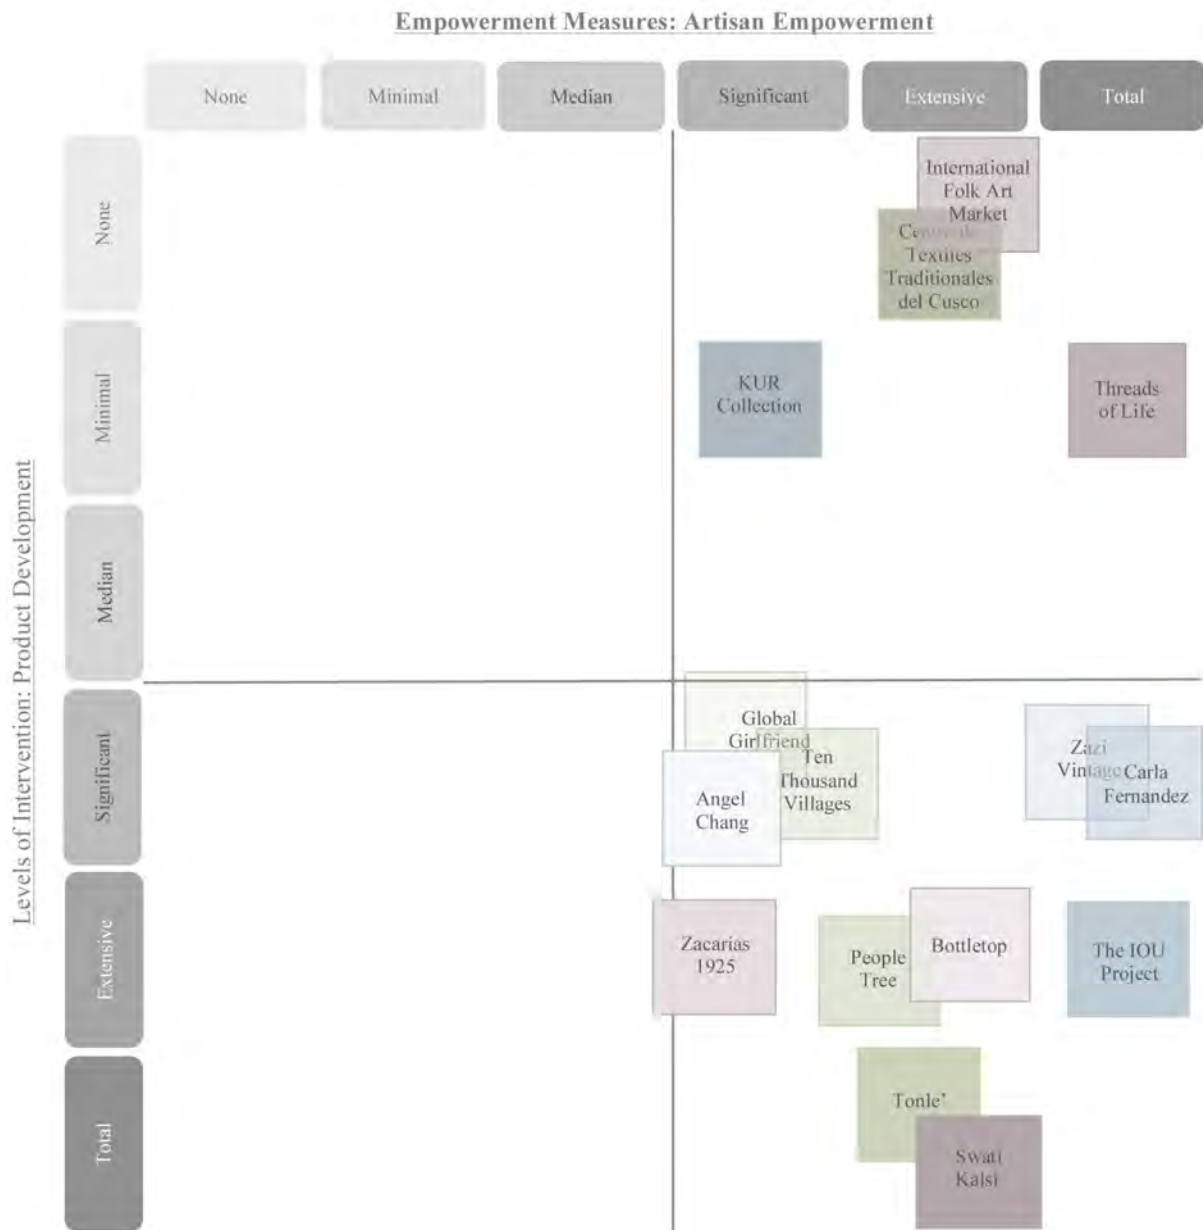 Empowerment Measures: Artisan Empowerment
None
Minimal
Median
Significant
Extensive
Total
Levels of Intervention: Product Development
None
Minimal
Median
Significant
Extensive
Total
International
Folk Art
Market
Textiles
Traditionales
del Cusco
KUR
Collection
Threads
of Life
Global
Girlfriend
Ten
Thousand
Villages
Angel
Chang
Zazi
Vintage
Carla
Fernandez
Zacarias
1925
People
Tree
Bottletop
The IOU
Project
Tonle'
Swati
Kalsi